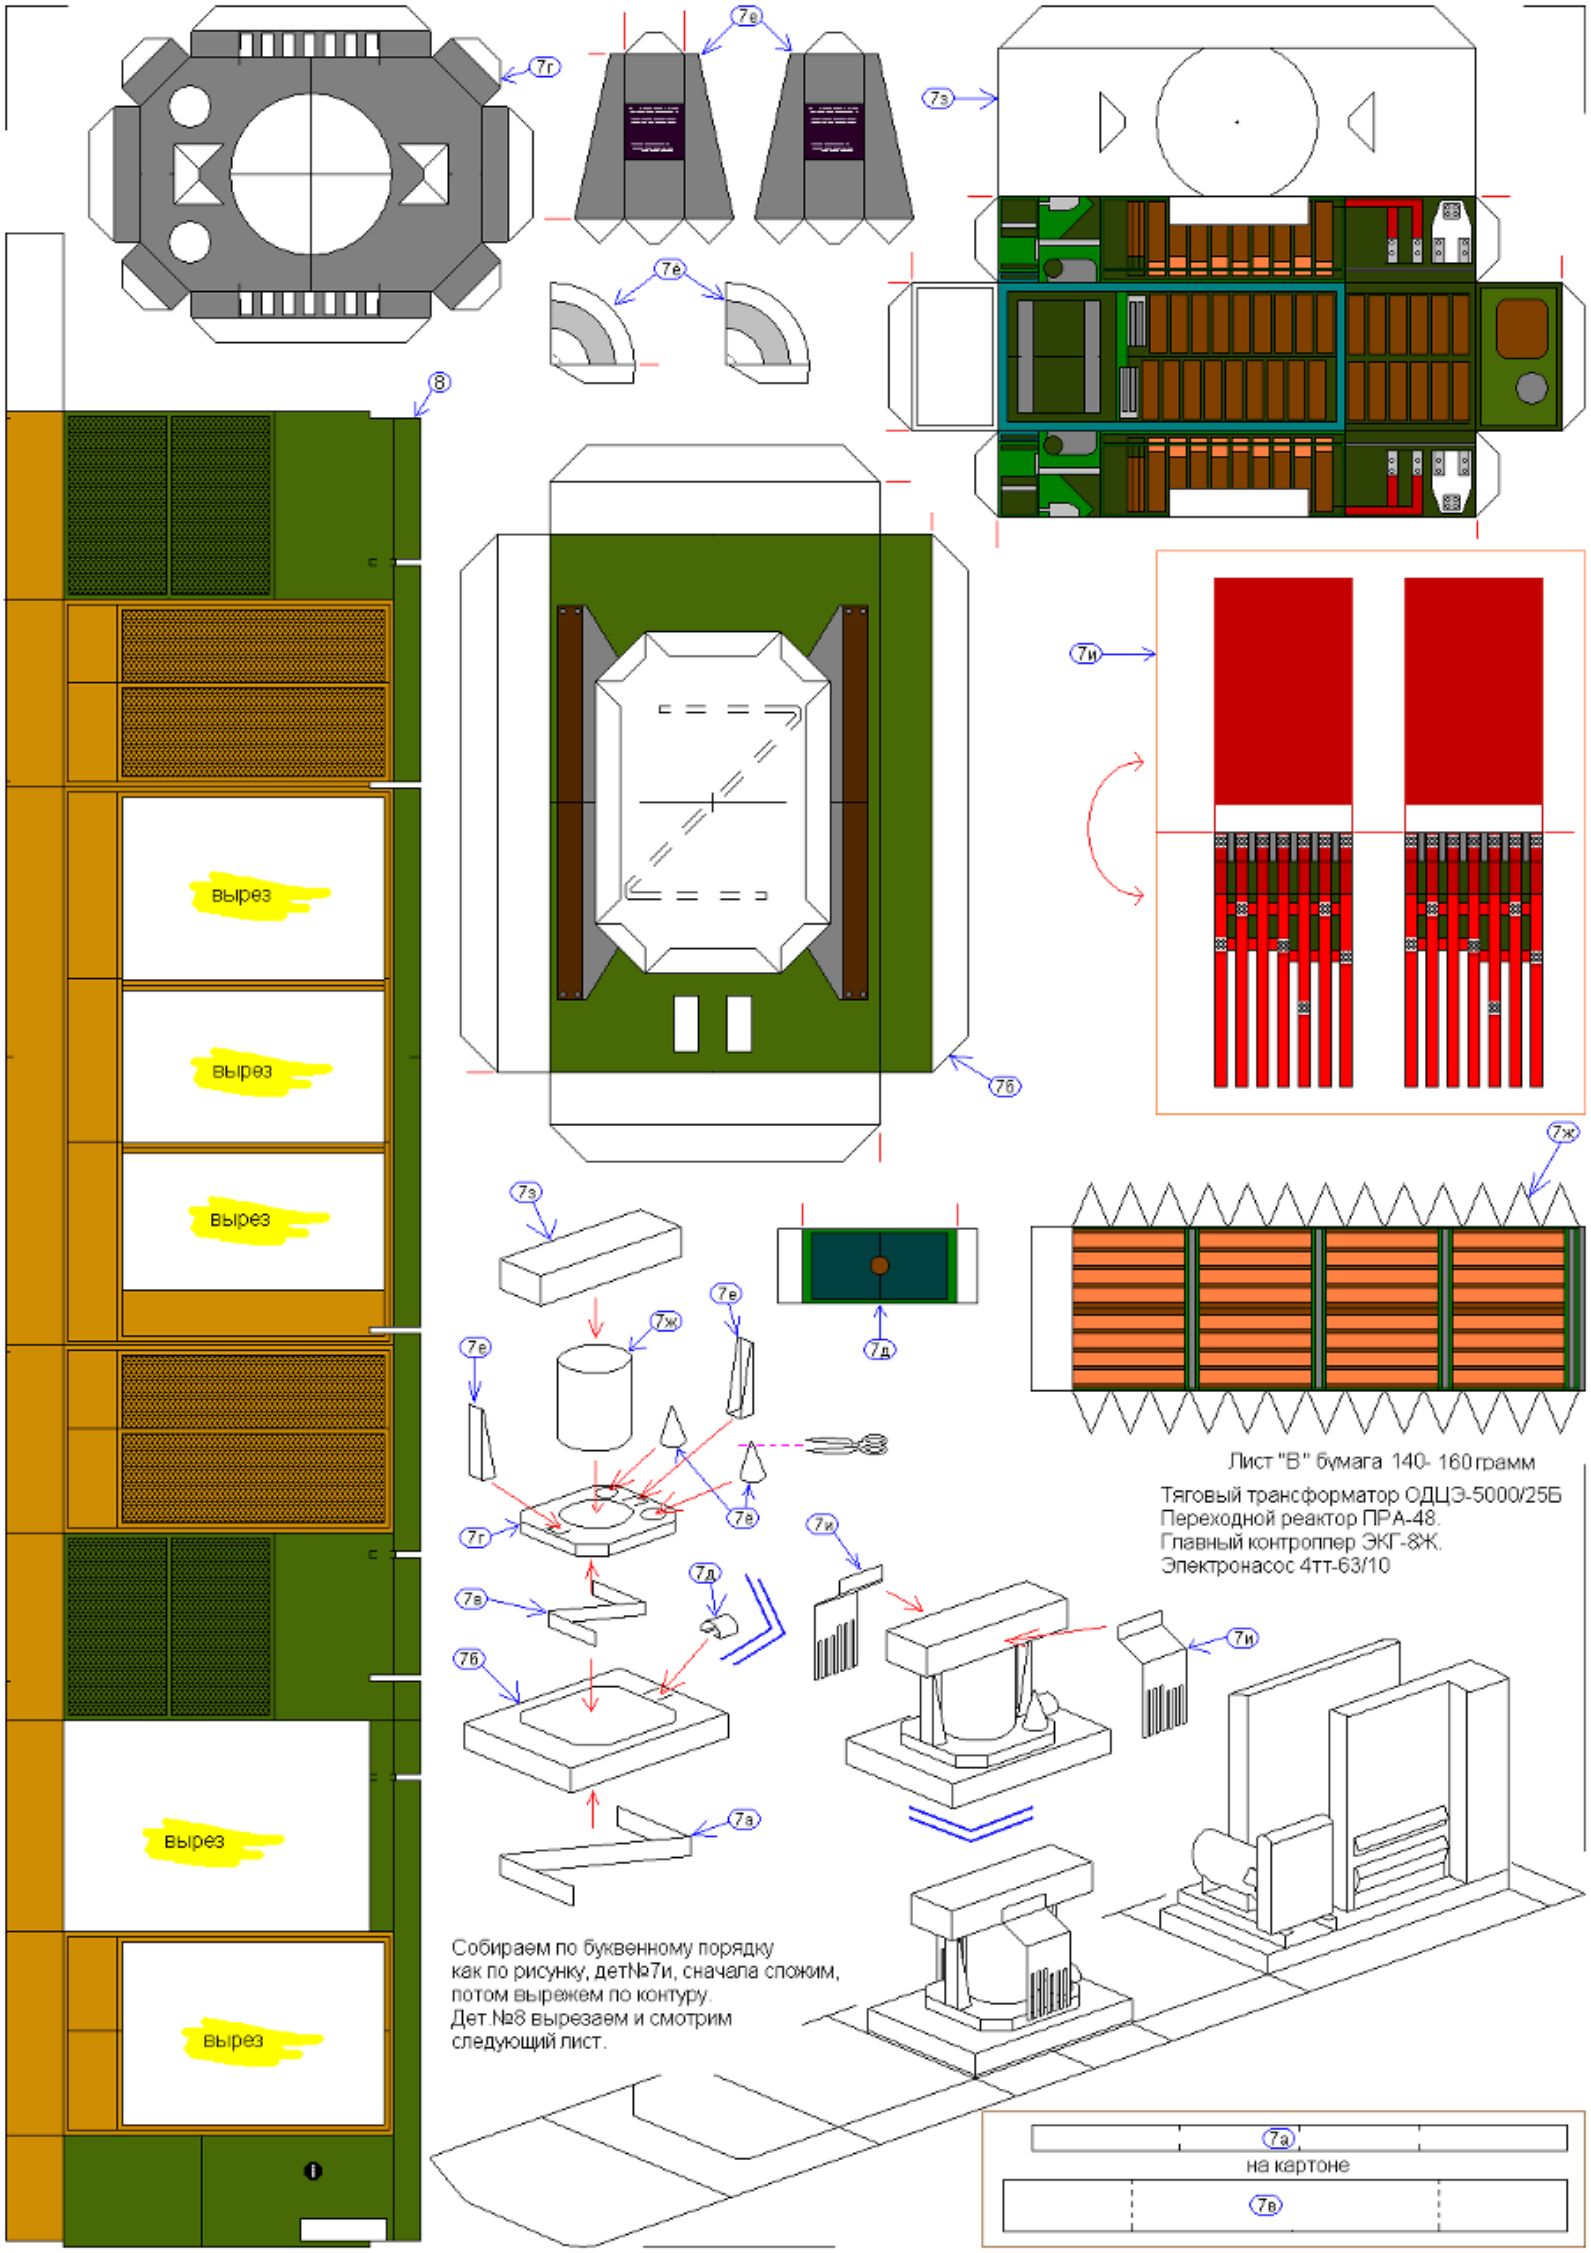 7г
7е
7з
7ё
8
7и
вырез
вырез
вырез
7б
7ж
7з
7е
7ж
7д
7е
Лист "В" бумага 140- 160 грамм
Тяговый трансформатор ОДЦЭ-5000/25Б
Переходной реактор ПРА-48.
Главный контроллер ЭКГ-8Ж.
Электронасос 4тт-63/10
7ё
7г
7и
7д
7в
7и
7б
7а
вырез
Собираем по буквенному порядку
как по рисунку, дет№7и, сначала сложим,
потом вырежем по контуру.
Дет.№8 вырезаем и смотрим
следующий лист.
вырез
i
7а
на картоне
7в